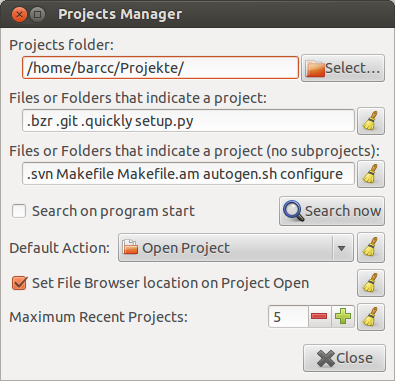 Projects Manager
Projects folder:
/home/barcc/Projekte/ Select...
Files or Folders that indicate a project:
.bzr .git .quickly setup.py
Files or Folders that indicate a project (no subprojects):
.svn Makefile Makefile.am autogen.sh configure
Search on program start Search now
Default Action: Open Project
Set File Browser location on Project Open
Maximum Recent Projects: 5
Close